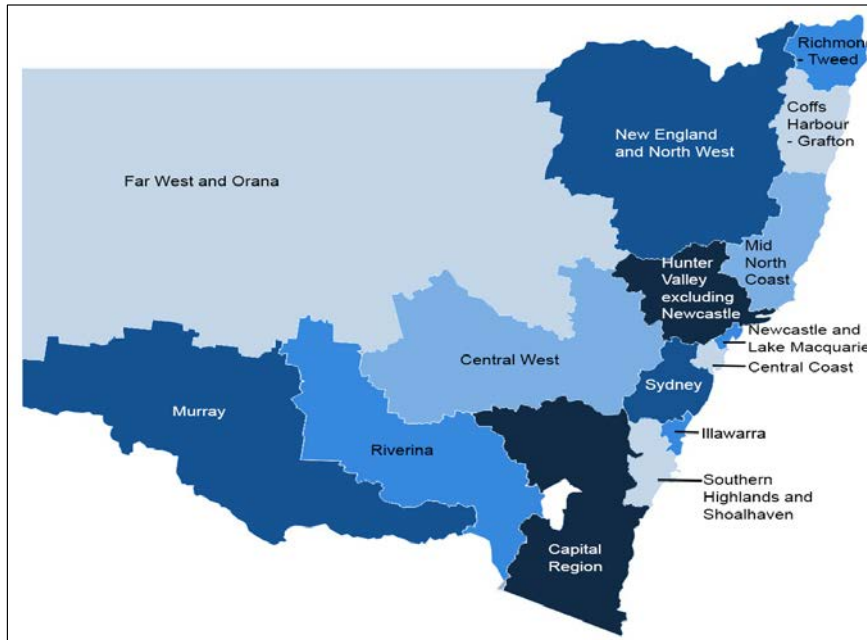 Richmond
- Tweed
Coffs
Harbour
- Grafton
New England
and North West
Far West and Orana
Mid
North
Coast
Hunter
Valley
excluding
Newcastle
Newcastle and
Lake Macquarie
Central Coast
Central West
Sydney
Murray
Illawarra
Riverina
Southern
Highlands and
Shoalhaven
Capital
Region